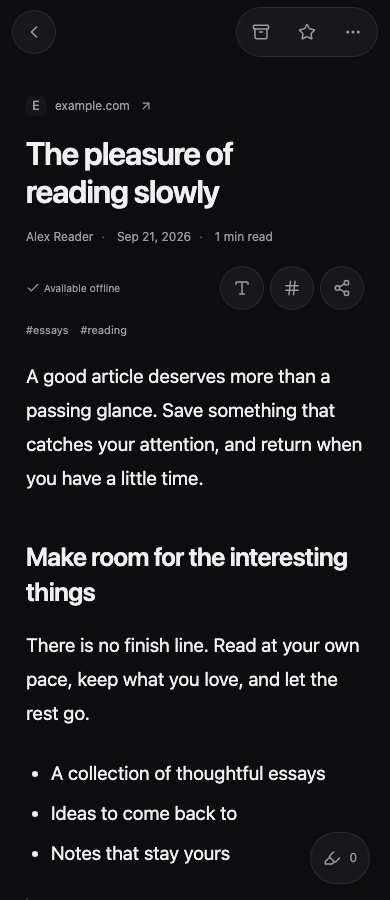 E example.com
The pleasure of
reading slowly
Alex Reader · Sep 21, 2026 · 1 min read
Available offline
#essays #reading
A good article deserves more than a
passing glance. Save something that
catches your attention, and return when
you have a little time.
Make room for the interesting
things
There is no finish line. Read at your own
pace, keep what you love, and let the
rest go.
• A collection of thoughtful essays
• Ideas to come back to
• Notes that stay yours
0